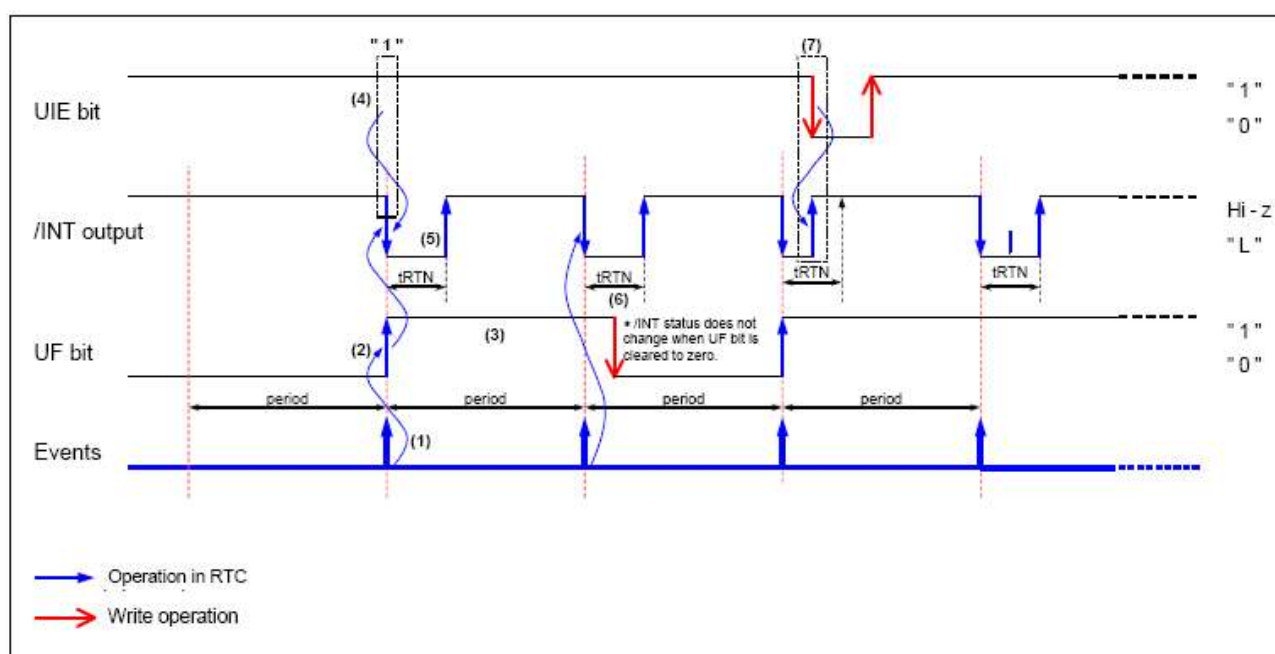 " 1 "
(7)
UIE bit
(4)
" 1 "
" 0 "
/INT output
(5)
Hi - z
" L "
tRTN
tRTN
tRTN
tRTN
(6)
UF bit
(2)
(3)
* /INT status does not
change when UF bit is
cleared to zero.
" 1 "
" 0 "
period
period
period
period
Events
(1)
Operation in RTC
Write operation